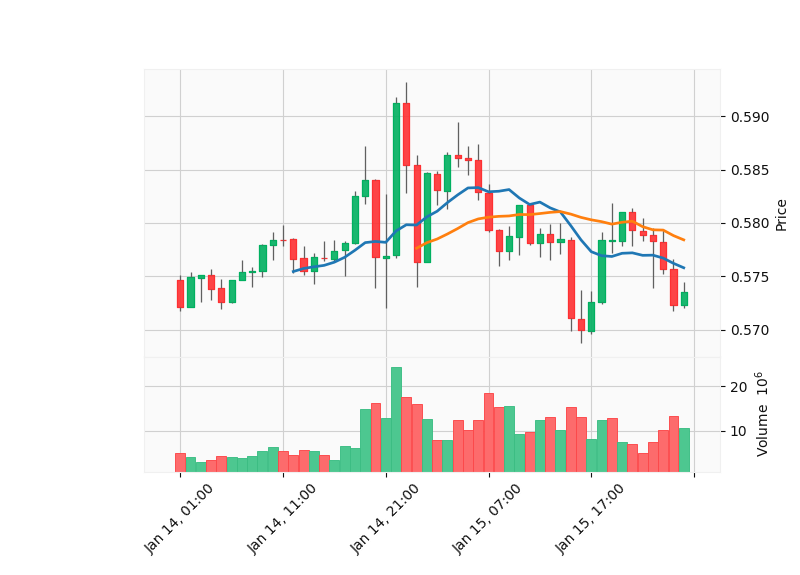 0.590
0.585
0.580
0.575
0.570
Price
20
10
Volume 10^6
Jan 14, 01:00
Jan 14, 11:00
Jan 14, 21:00
Jan 15, 07:00
Jan 15, 17:00